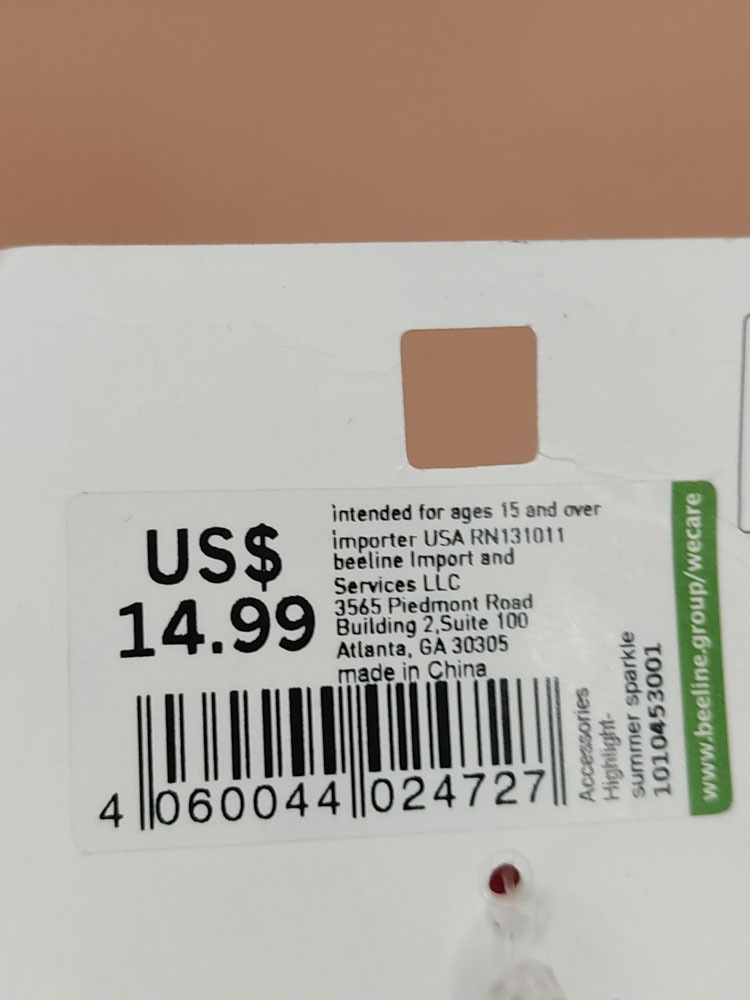 US$
14.99
intended for ages 15 and over
importer USA RN131011
beeline Import and
Services LLC
3565 Piedmont Road
Building 2,Suite 100
Atlanta, GA 30305
made in China
4 060044 024727
Accessories
Highlight-
summer sparkle
1010453001
www.beeline.group/wecare